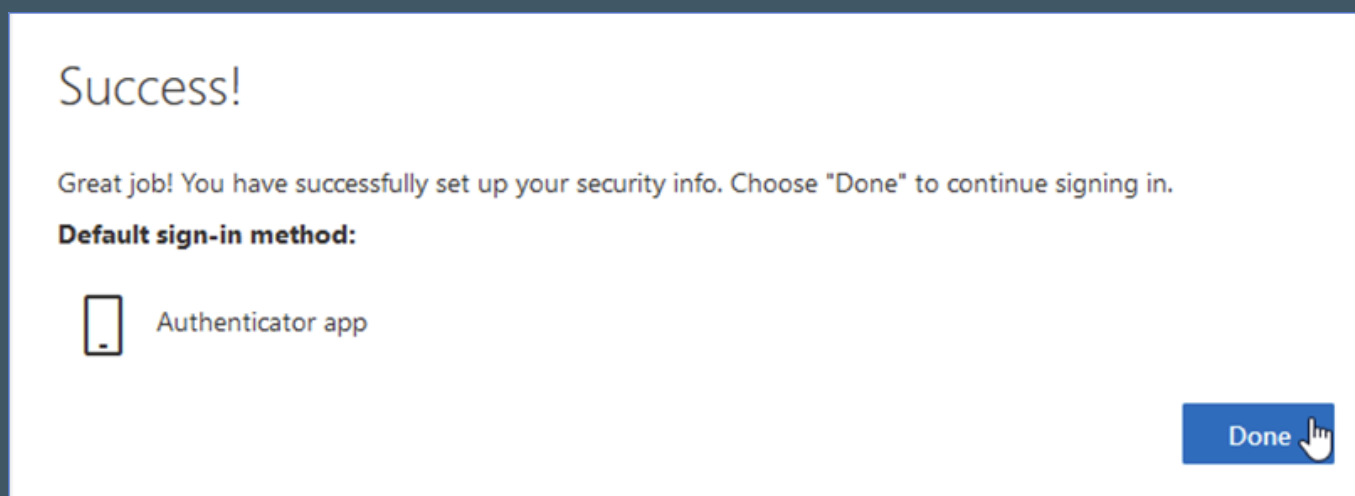 Success!
Great job! You have successfully set up your security info. Choose "Done" to continue signing in.
Default sign-in method:
Authenticator app
Done